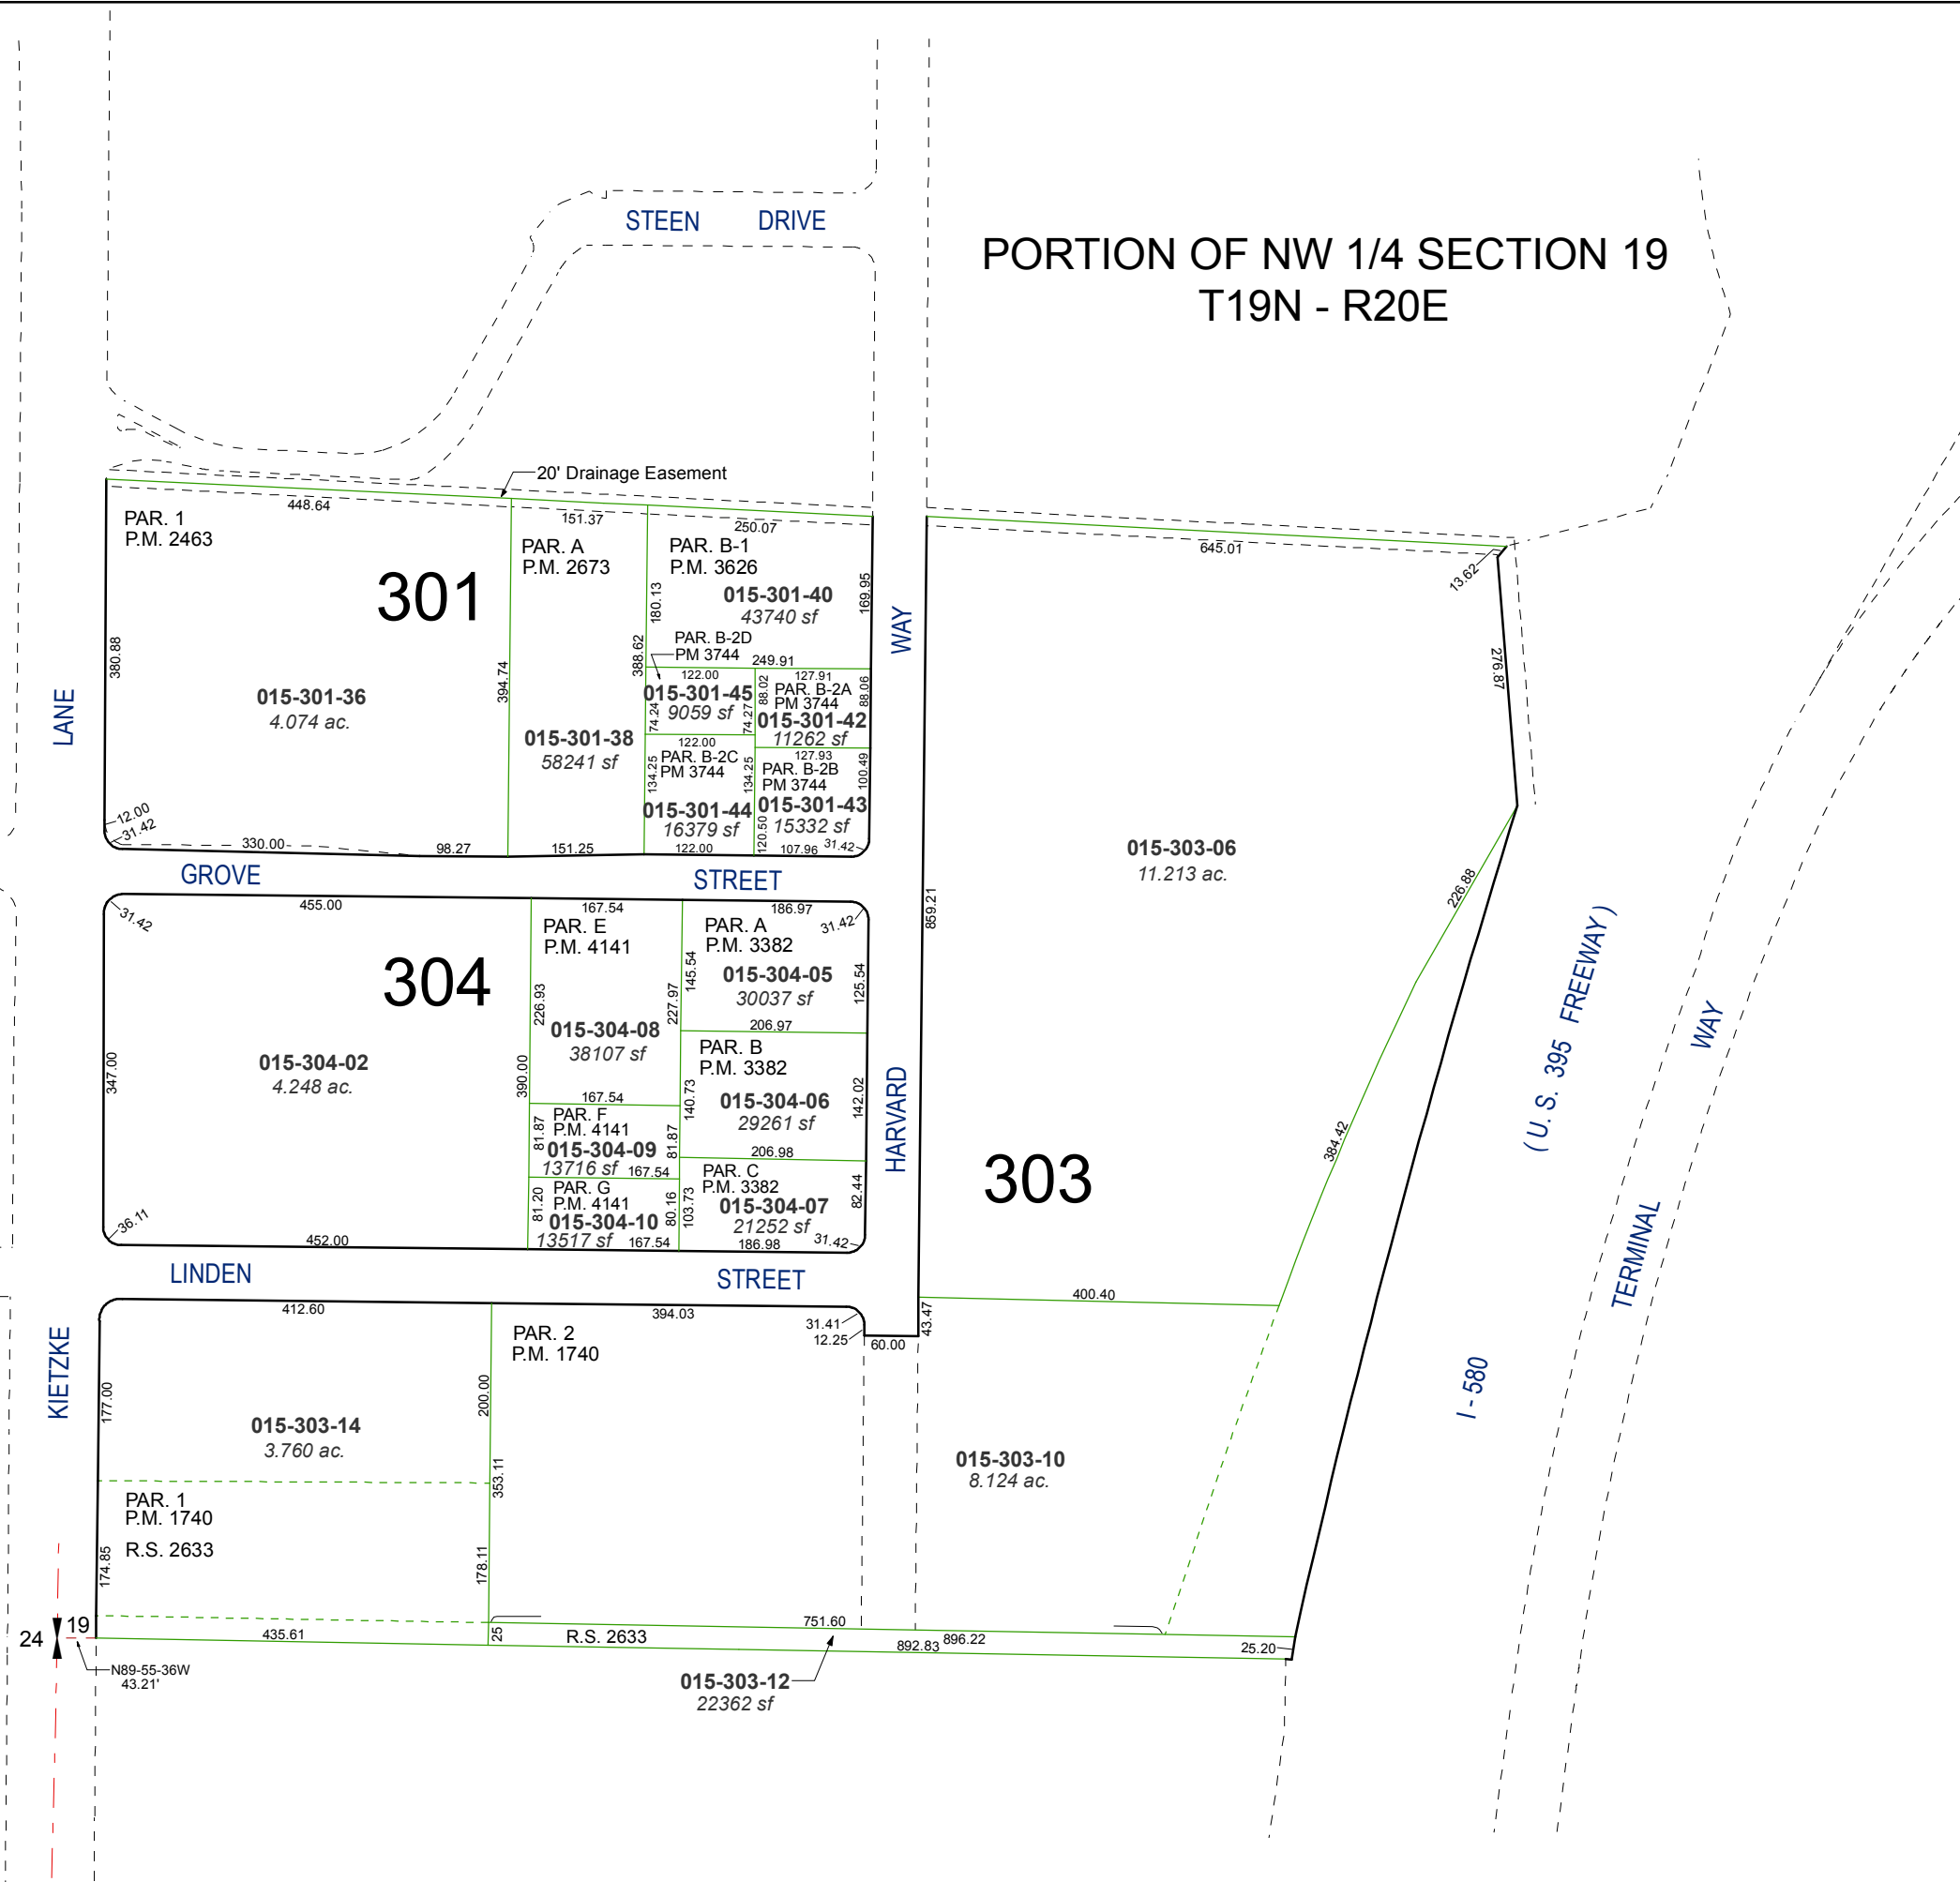 STEEN DRIVE
PORTION OF NW 1/4 SECTION 19
T19N - R20E
20' Drainage Easement
448.64
151.37
250.07
645.01
13.62
PAR. 1
P.M. 2463
301
380.88
015-301-36
4.074 ac.
12.00
31.42
330.00
98.27
394.74
PAR. A
P.M. 2673
015-301-38
58241 sf
388.62
151.25
PAR. B-1
P.M. 3626
015-301-40
43740 sf
180.13
169.95
249.91
PAR. B-2D
PM 3744
122.00
015-301-45
9059 sf
74.24
74.27
88.02
127.91
PAR. B-2A
PM 3744
88.06
015-301-42
11262 sf
122.00
PAR. B-2C
PM 3744
134.25
134.25
015-301-44
16379 sf
122.00
127.93
PAR. B-2B
PM 3744
100.49
015-301-43
15332 sf
120.50
107.96
31.42
LANE
WAY
GROVE STREET
455.00
31.42
304
347.00
015-304-02
4.248 ac.
36.11
452.00
390.00
167.54
PAR. E
P.M. 4141
226.93
227.97
015-304-08
38107 sf
167.54
PAR. F
P.M. 4141
81.87
81.87
015-304-09
13716 sf
167.54
PAR. G
P.M. 4141
81.20
80.16
015-304-10
13517 sf
167.54
186.97
31.42
PAR. A
P.M. 3382
145.54
125.54
015-304-05
30037 sf
206.97
PAR. B
P.M. 3382
140.73
142.02
015-304-06
29261 sf
206.98
PAR. C
P.M. 3382
103.73
82.44
015-304-07
21252 sf
186.98
31.42
HARVARD
859.21
276.87
015-303-06
11.213 ac.
226.88
384.42
303
400.40
43.47
( U. S. 395 FREEWAY )
I - 580
TERMINAL WAY
LINDEN STREET
KIETZKE
412.60
394.03
31.41
12.25
60.00
PAR. 2
P.M. 1740
177.00
200.00
015-303-14
3.760 ac.
353.11
015-303-10
8.124 ac.
PAR. 1
P.M. 1740
R.S. 2633
174.85
178.11
24
19
435.61
25
R.S. 2633
751.60
896.22
892.83
25.20
N89-55-36W
43.21'
015-303-12
22362 sf